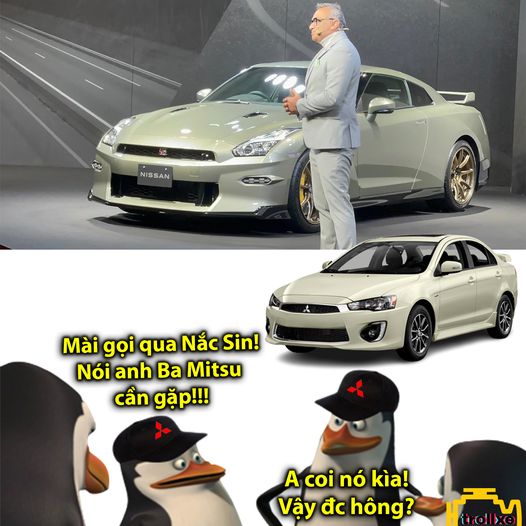 NISSAN
Mài gọi qua Nắc Sin!
Nói anh Ba Mitsu
cần gặp!!!
A coi nó kìa!
Vậy đc hông?
trollxe